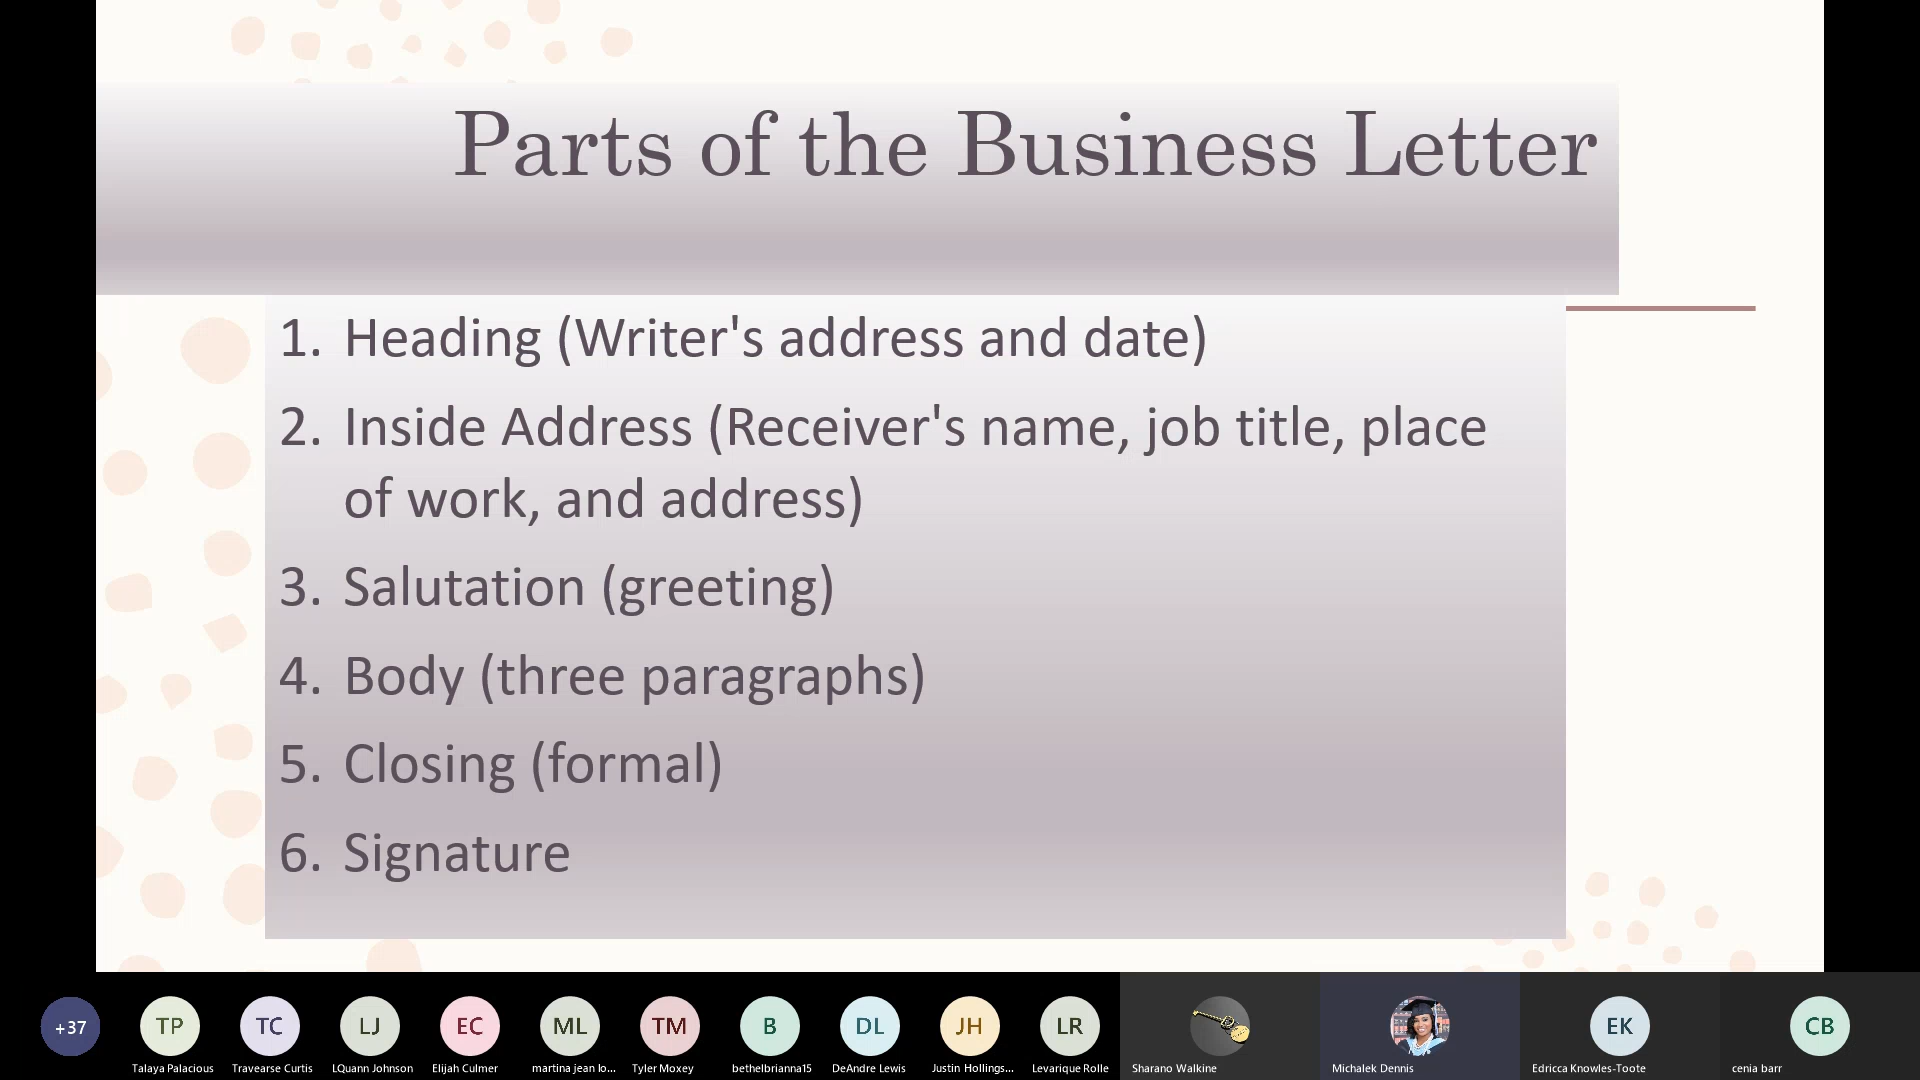 Parts of the Business Letter
1. Heading (Writer's address and date)
2. Inside Address (Receiver's name, job title, place
of work, and address)
3. Salutation (greeting)
4. Body (three paragraphs)
5. Closing (formal)
6. Signature
+37
TP
TC
LJ
EC
ML
TM
B
DL
JH
LR
EK
CB
Talaya Palacious
Travearse Curtis
LQuann Johnson
Elijah Culmer
martina jean lo...
Tyler Moxey
bethelbrianna15
DeAndre Lewis
Justin Hollings...
Levarique Rolle
Sharano Walkine
Michalek Dennis
Edricca Knowles-Toote
cenia barr